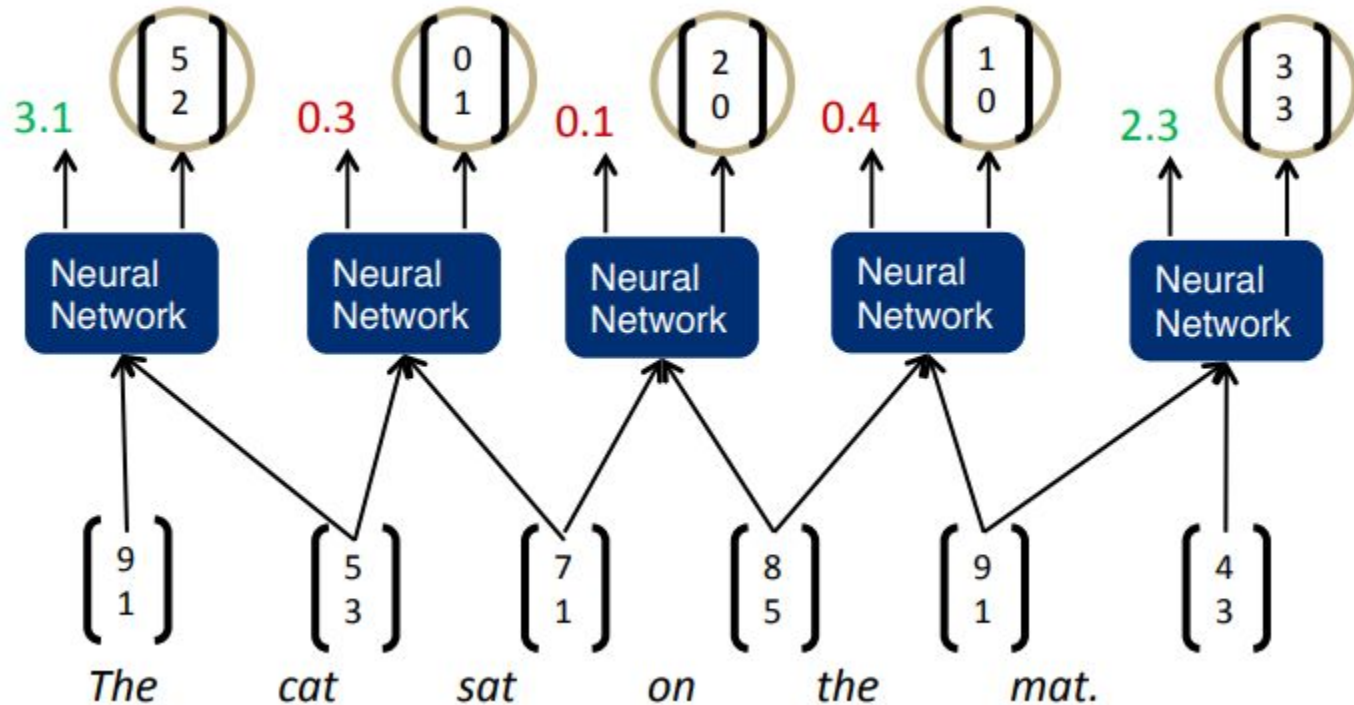 5 0 2 1 3
2 1 0 0 3
3.1 0.3 0.1 0.4 2.3
Neural Neural Neural Neural Neural
Network Network Network Network Network
9 5 7 8 9 4
1 3 1 5 1 3
The cat sat on the mat.